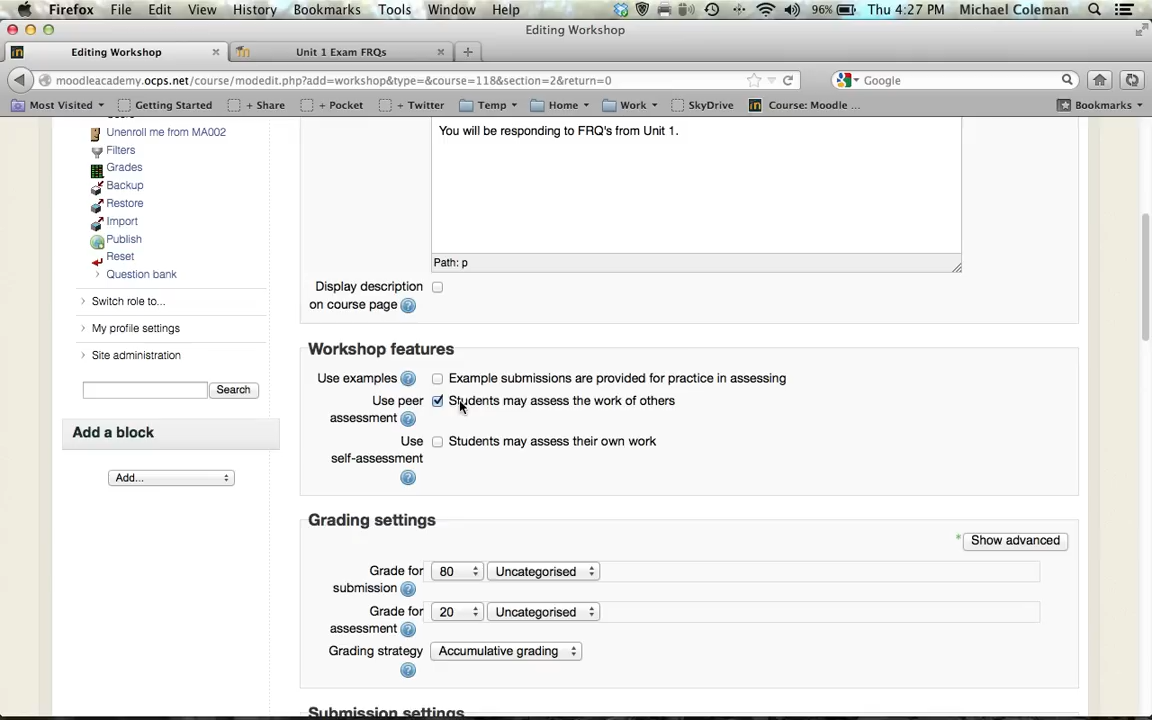 Firefox File Edit View History Bookmarks Tools Window Help 96% Thu 4:27 PM Michael Coleman
Editing Workshop
Editing Workshop Unit 1 Exam FRQs
moodleacademy.ocps.net/course/modedit.php?add=workshop&type=&course=118&section=2&return=0 Google
Most Visited Getting Started + Share + Pocket + Twitter Temp Home Work SkyDrive Course: Moodle ... Bookmarks
Unenroll me from MA002
Filters
Grades
Backup
Restore
Import
Publish
Reset
Question bank
Switch role to...
My profile settings
Site administration
Search
Add a block
Add...
You will be responding to FRQ's from Unit 1.
Path: p
Display description
on course page
Workshop features
Use examples Example submissions are provided for practice in assessing
Use peer Students may assess the work of others
assessment
Use Students may assess their own work
self-assessment
Grading settings
* Show advanced
Grade for 80 Uncategorised
submission
Grade for 20 Uncategorised
assessment
Grading strategy Accumulative grading
Submission settings